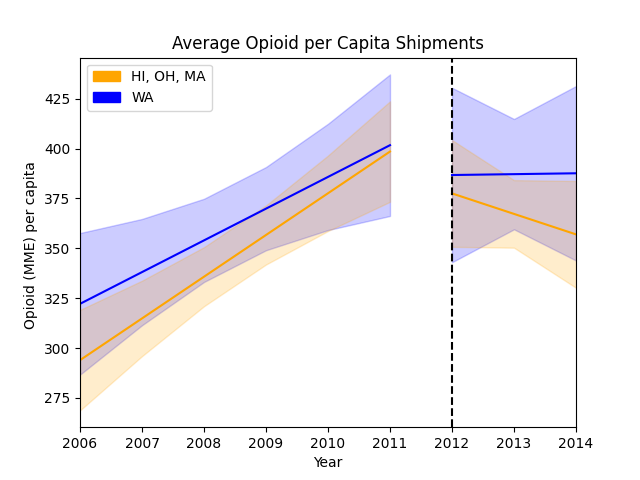 Average Opioid per Capita Shipments
HI, OH, MA
WA
Opioid (MME) per capita
425
400
375
350
325
300
275
2006 2007 2008 2009 2010 2011 2012 2013 2014
Year